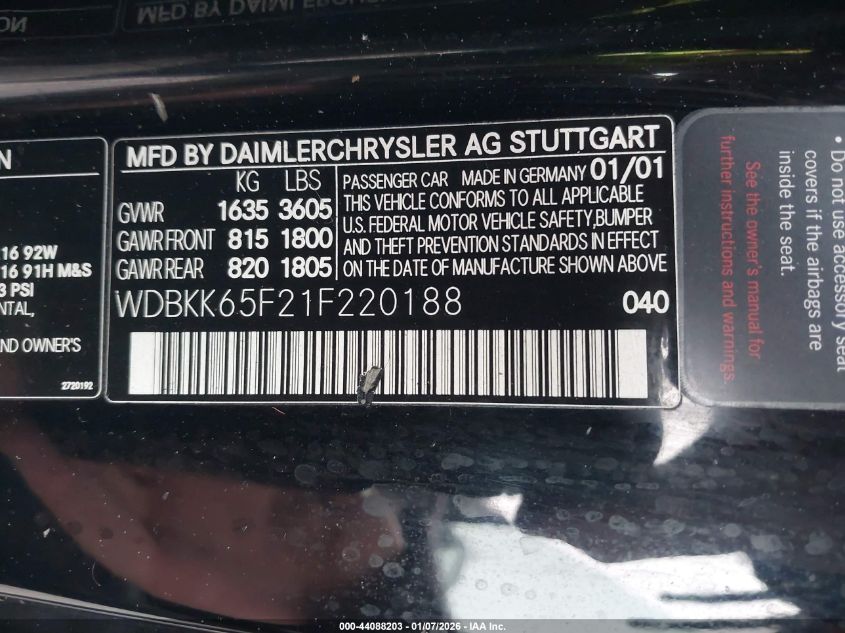 MFD BY DAIMLERCHRYSLER AG STUTTGART
KG LBS
GVWR 1635 3605
GAWR FRONT 815 1800
GAWR REAR 820 1805
PASSENGER CAR MADE IN GERMANY 01/01
THIS VEHICLE CONFORMS TO ALL APPLICABLE
U.S. FEDERAL MOTOR VEHICLE SAFETY,BUMPER
AND THEFT PREVENTION STANDARDS IN EFFECT
ON THE DATE OF MANUFACTURE SHOWN ABOVE
WDBKK65F21F220188 040
16 92W
16 91H M&S
3 PSI
ND OWNER'S
2720192
See the owner's manual for
further instructions and warnings.
• Do not use accessory seat
covers if the airbags are
inside the seat.
000-44088203 - 01/07/2026 - IAA Inc.